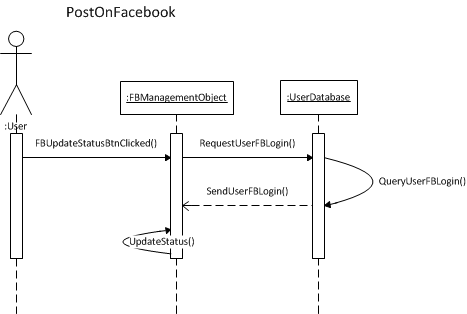 PostOnFacebook
:FBManagementObject
:UserDatabase
:User
FBUpdateStatusBtnClicked()
RequestUserFBLogin()
QueryUserFBLogin()
SendUserFBLogin()
UpdateStatus()